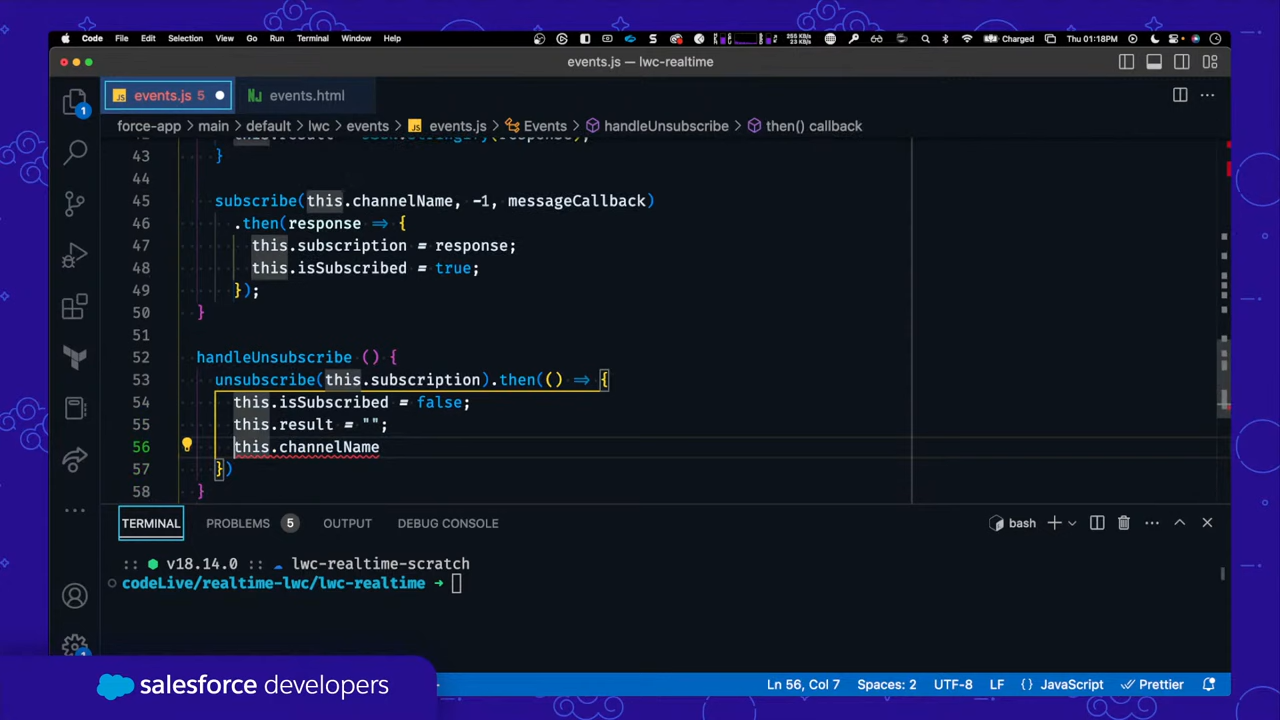 Code File Edit Selection View Go Run Terminal Window Help Charged Thu 01:18PM
events.js — lwc-realtime
events.js 5 events.html
force-app > main > default > lwc > events > events.js > Events > handleUnsubscribe > then() callback
43 }
44
45 subscribe(this.channelName, -1, messageCallback)
46 .then(response => {
47 this.subscription = response;
48 this.isSubscribed = true;
49 });
50 }
51
52 handleUnsubscribe () {
53 unsubscribe(this.subscription).then(() => {
54 this.isSubscribed = false;
55 this.result = "";
56 this.channelName
57 })
58 }
TERMINAL PROBLEMS 5 OUTPUT DEBUG CONSOLE bash
:: v18.14.0 :: lwc-realtime-scratch
codeLive/realtime-lwc/lwc-realtime →
Ln 56, Col 7 Spaces: 2 UTF-8 LF {} JavaScript Prettier
salesforce developers